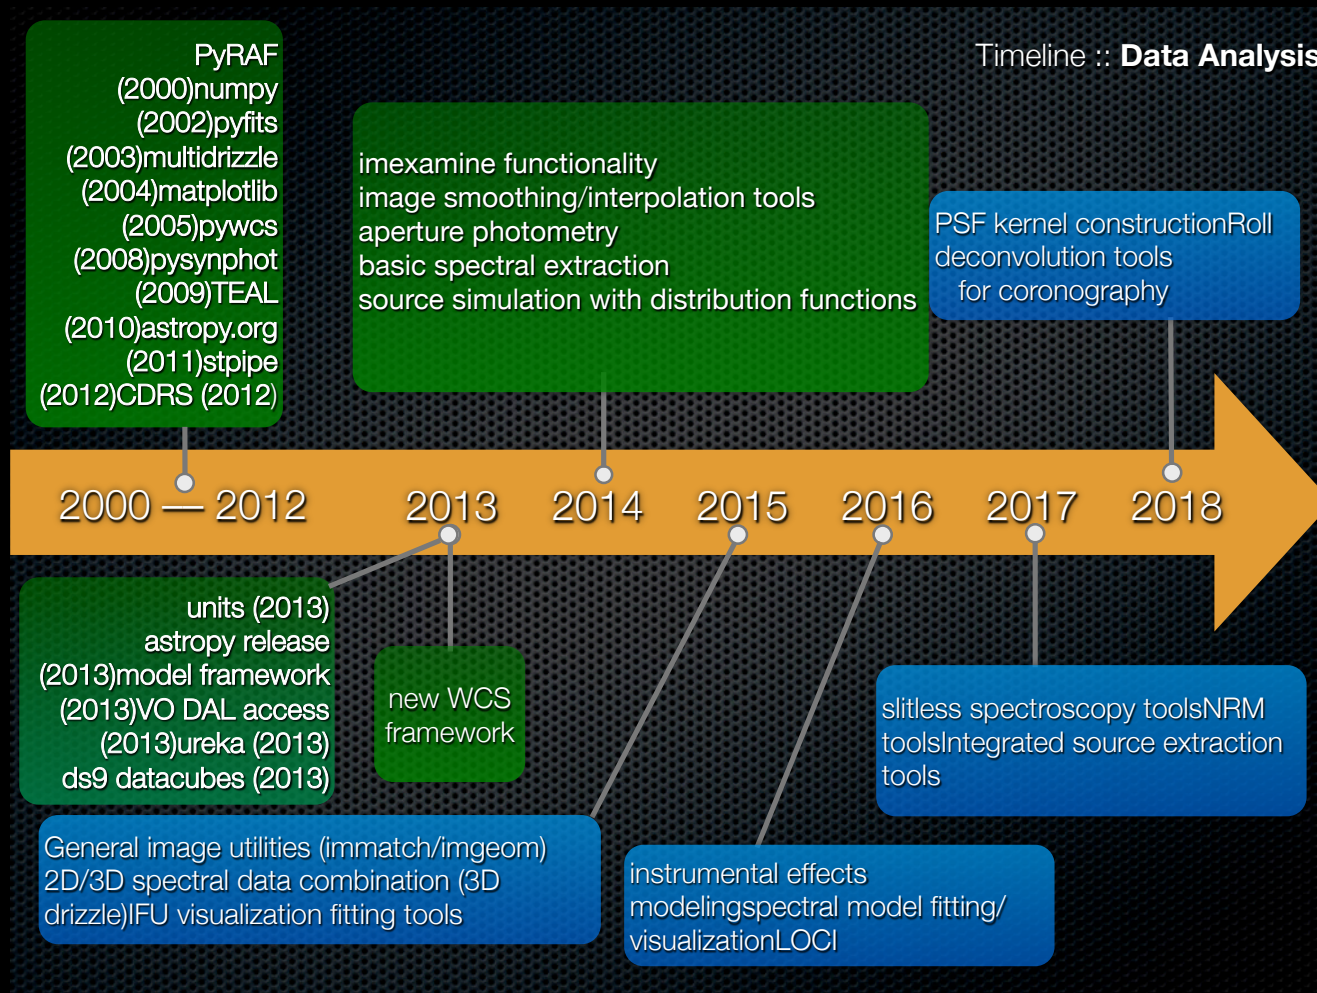 Timeline :: Data Analysis
PyRAF
(2000)numpy
(2002)pyfits
(2003)multidrizzle
(2004)matplotlib
(2005)pywcs
(2008)pysynphot
(2009)TEAL
(2010)astropy.org
(2011)stpipe
(2012)CDRS (2012)
imexamine functionality
image smoothing/interpolation tools
aperture photometry
basic spectral extraction
source simulation with distribution functions
PSF kernel constructionRoll
deconvolution tools
for coronography
2000 — 2012
2013
2014
2015
2016
2017
2018
units (2013)
astropy release
(2013)model framework
(2013)VO DAL access
(2013)ureka (2013)
ds9 datacubes (2013)
new WCS
framework
General image utilities (immatch/imgeom)
2D/3D spectral data combination (3D
drizzle)IFU visualization fitting tools
instrumental effects
modelingspectral model fitting/
visualizationLOCI
slitless spectroscopy toolsNRM
toolsIntegrated source extraction
tools